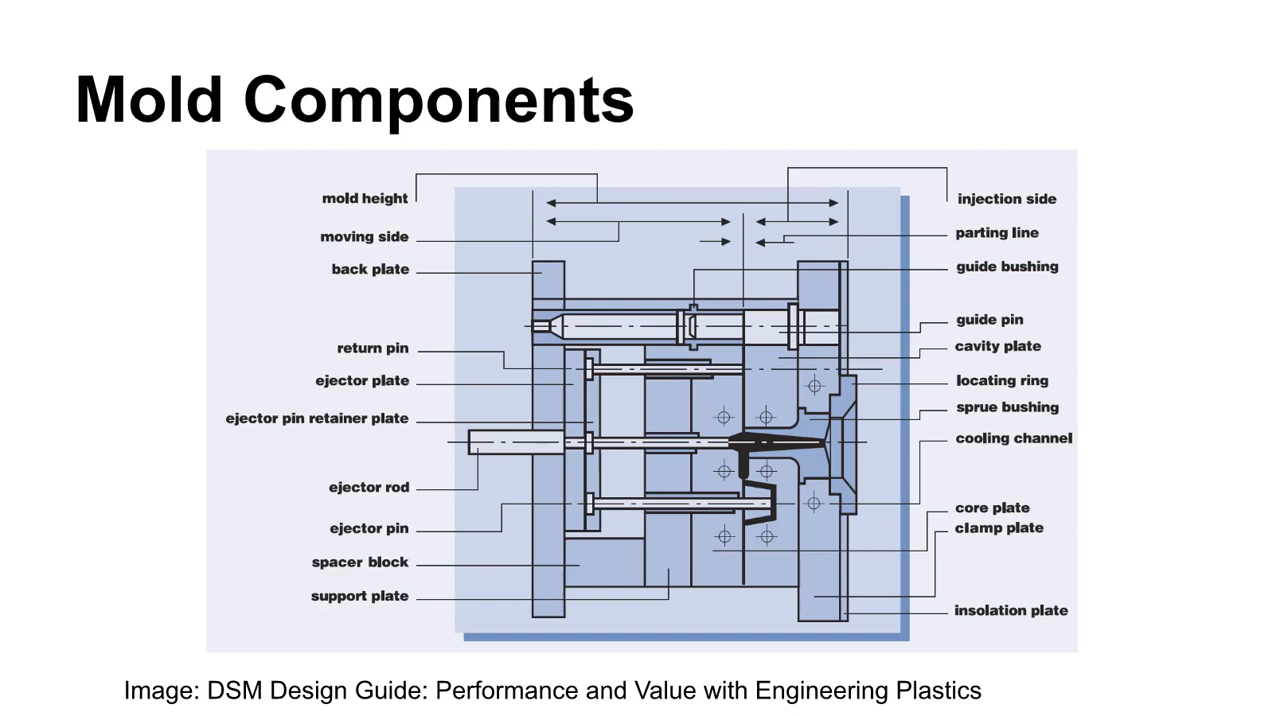 Mold Components
mold height
moving side
back plate
return pin
ejector plate
ejector pin retainer plate
ejector rod
ejector pin
spacer block
support plate
injection side
parting line
guide bushing
guide pin
cavity plate
locating ring
sprue bushing
cooling channel
core plate
clamp plate
insolation plate
Image: DSM Design Guide: Performance and Value with Engineering Plastics